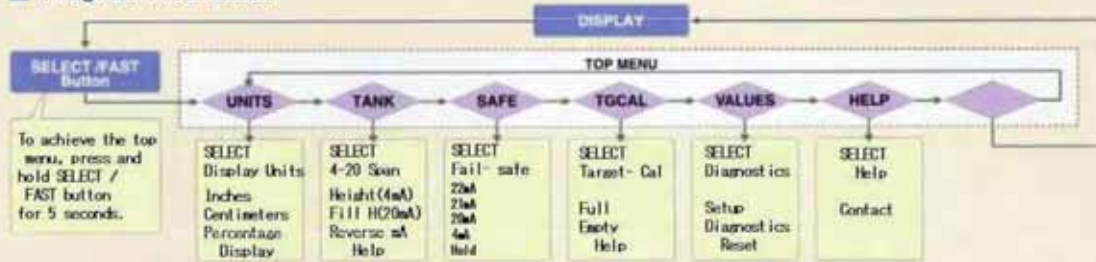 DISPLAY
SELECT /FAST
Button
To achieve the top
menu, press and
hold SELECT /
FAST button
for 5 seconds.
TOP MENU
UNITS
TANK
SAFE
TGCAL
VALUES
HELP
SELECT
Display Units
Inches
Centimeters
Percentage
Display
SELECT
4-20 Span
Height(4mA)
Fill H(20mA)
Reverse mA
Help
SELECT
Fail- safe
22mA
21mA
20mA
4mA
Hold
SELECT
Target- Cal
Full
Empty
Help
SELECT
Diagnostics
Setup
Diagnostics
Reset
SELECT
Help
Contact